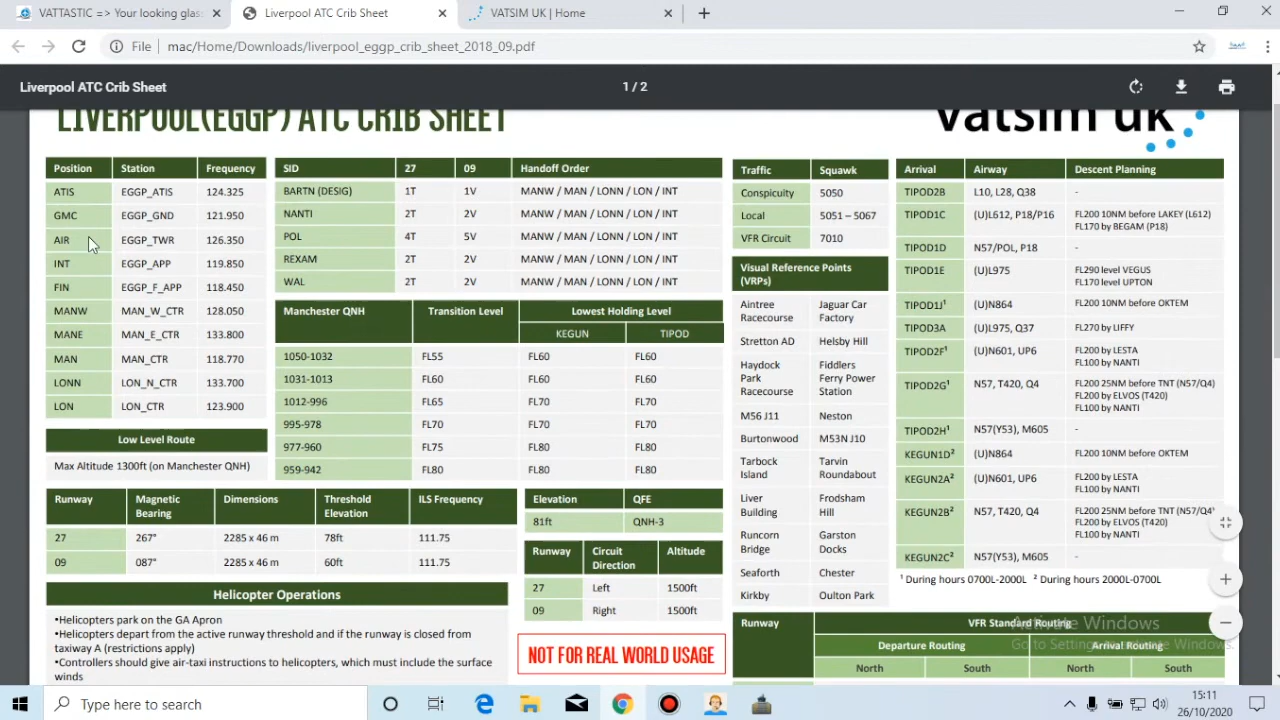 VATTASTIC => Your looking glas
Liverpool ATC Crib Sheet
VATSIM UK | Home
File | mac/Home/Downloads/liverpool_eggp_crib_sheet_2018_09.pdf
Liverpool ATC Crib Sheet
1 / 2
LIVERPOOL(EGGP) ATC CRIB SHEET
vatsim uk
Position Station Frequency
ATIS EGGP_ATIS 124.325
GMC EGGP_GND 121.950
AIR EGGP_TWR 126.350
INT EGGP_APP 119.850
FIN EGGP_F_APP 118.450
MANW MAN_W_CTR 128.050
MANE MAN_E_CTR 133.800
MAN MAN_CTR 118.770
LONN LON_N_CTR 133.700
LON LON_CTR 123.900
Low Level Route
Max Altitude 1300ft (on Manchester QNH)
SID 27 09 Handoff Order
BARTN (DESIG) 1T 1V MANW / MAN / LONN / LON / INT
NANTI 2T 2V MANW / MAN / LONN / LON / INT
POL 4T 5V MANW / MAN / LONN / LON / INT
REXAM 2T 2V MANW / MAN / LONN / LON / INT
WAL 2T 2V MANW / MAN / LONN / LON / INT
Manchester QNH Transition Level Lowest Holding Level
KEGUN TIPOD
1050-1032 FL55 FL60 FL60
1031-1013 FL60 FL60 FL60
1012-996 FL65 FL70 FL70
995-978 FL70 FL70 FL70
977-960 FL75 FL80 FL80
959-942 FL80 FL80 FL80
Runway Magnetic Bearing Dimensions Threshold Elevation ILS Frequency
27 267° 2285 x 46 m 78ft 111.75
09 087° 2285 x 46 m 60ft 111.75
Elevation QFE
81ft QNH-3
Runway Circuit Direction Altitude
27 Left 1500ft
09 Right 1500ft
Helicopter Operations
•Helicopters park on the GA Apron
•Helicopters depart from the active runway threshold and if the runway is closed from
taxiway A (restrictions apply)
•Controllers should give air-taxi instructions to helicopters, which must include the surface
winds
NOT FOR REAL WORLD USAGE
Traffic Squawk
Conspicuity 5050
Local 5051 – 5067
VFR Circuit 7010
Visual Reference Points
(VRPs)
Aintree Racecourse Jaguar Car Factory
Stretton AD Helsby Hill
Haydock Park Racecourse Fiddlers Ferry Power Station
M56 J11 Neston
Burtonwood M53N J10
Tarbock Island Tarvin Roundabout
Liver Building Frodsham Hill
Runcorn Bridge Garston Docks
Seaforth Chester
Kirkby Oulton Park
Arrival Airway Descent Planning
TIPOD2B L10, L28, Q38 -
TIPOD1C (U)L612, P18/P16 FL200 10NM before LAKEY (L612)
FL170 by BEGAM (P18)
TIPOD1D N57/POL, P18 -
TIPOD1E (U)L975 FL290 level VEGUS
FL170 level UPTON
TIPOD1J¹ (U)N864 FL200 10NM before OKTEM
TIPOD3A (U)L975, Q37 FL270 by LIFFY
TIPOD2F¹ (U)N601, UP6 FL200 by LESTA
FL100 by NANTI
TIPOD2G¹ N57, T420, Q4 FL200 25NM before TNT (N57/Q4)
FL200 by ELVOS (T420)
FL100 by NANTI
TIPOD2H¹ N57(Y53), M605 -
KEGUN1D² (U)N864 FL200 10NM before OKTEM
KEGUN2A² (U)N601, UP6 FL200 by LESTA
FL100 by NANTI
KEGUN2B² N57, T420, Q4 FL200 25NM before TNT (N57/Q4)
FL200 by ELVOS (T420)
FL100 by NANTI
KEGUN2C² N57(Y53), M605 -
¹ During hours 0700L-2000L ² During hours 2000L-0700L
Runway VFR Standard Routing
Departure Routing Arrival Routing
North South North South
Activate Windows
Go to Settings to activate Windows.
Type here to search
15:11
26/10/2020